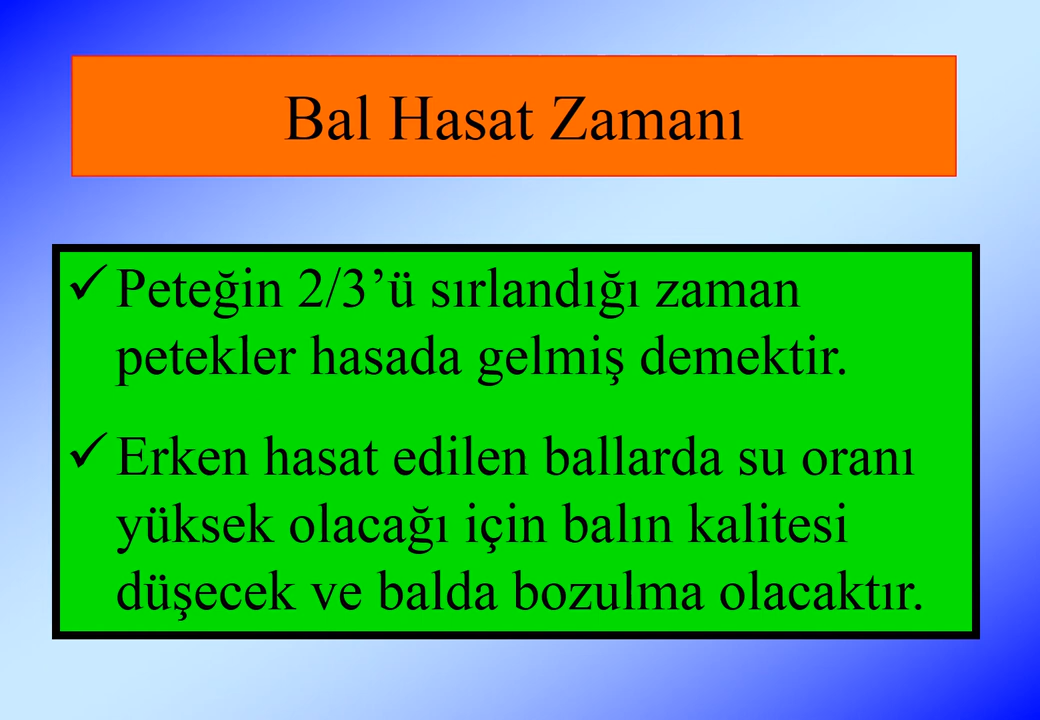 Bal Hasat Zamanı
✓ Peteğin 2/3’ü sırlandığı zaman
petekler hasada gelmiş demektir.
✓ Erken hasat edilen ballarda su oranı
yüksek olacağı için balın kalitesi
düşecek ve balda bozulma olacaktır.